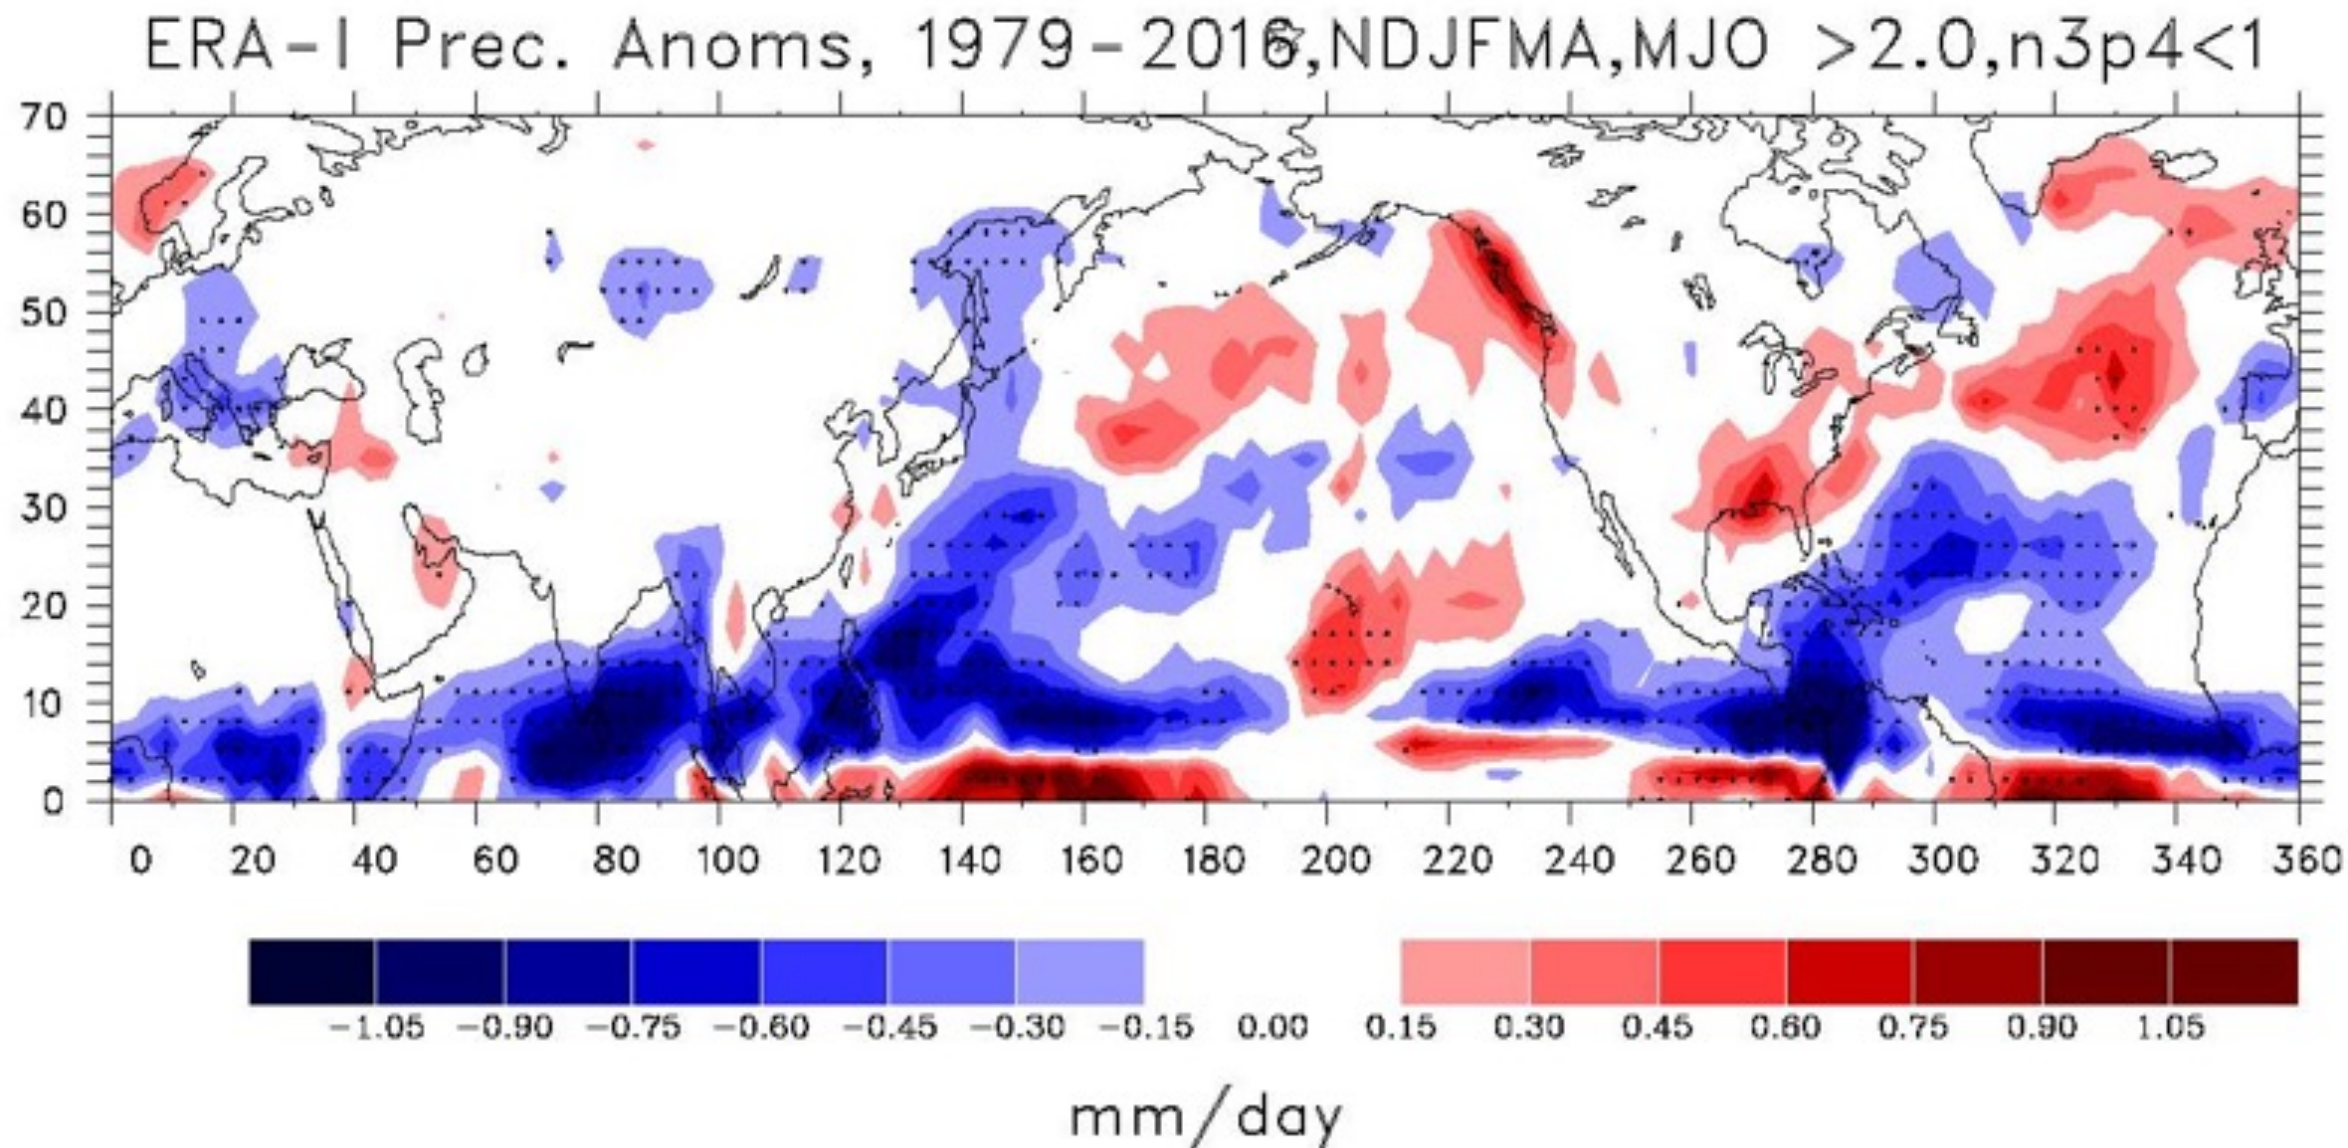 ERA-I Prec. Anoms, 1979-2016,NDJFMA,MJO >2.0,n3p4<1
70
60
50
40
30
20
10
0
0 20 40 60 80 100 120 140 160 180 200 220 240 260 280 300 320 340 360
-1.05 -0.90 -0.75 -0.60 -0.45 -0.30 -0.15 0.00 0.15 0.30 0.45 0.60 0.75 0.90 1.05
mm/day